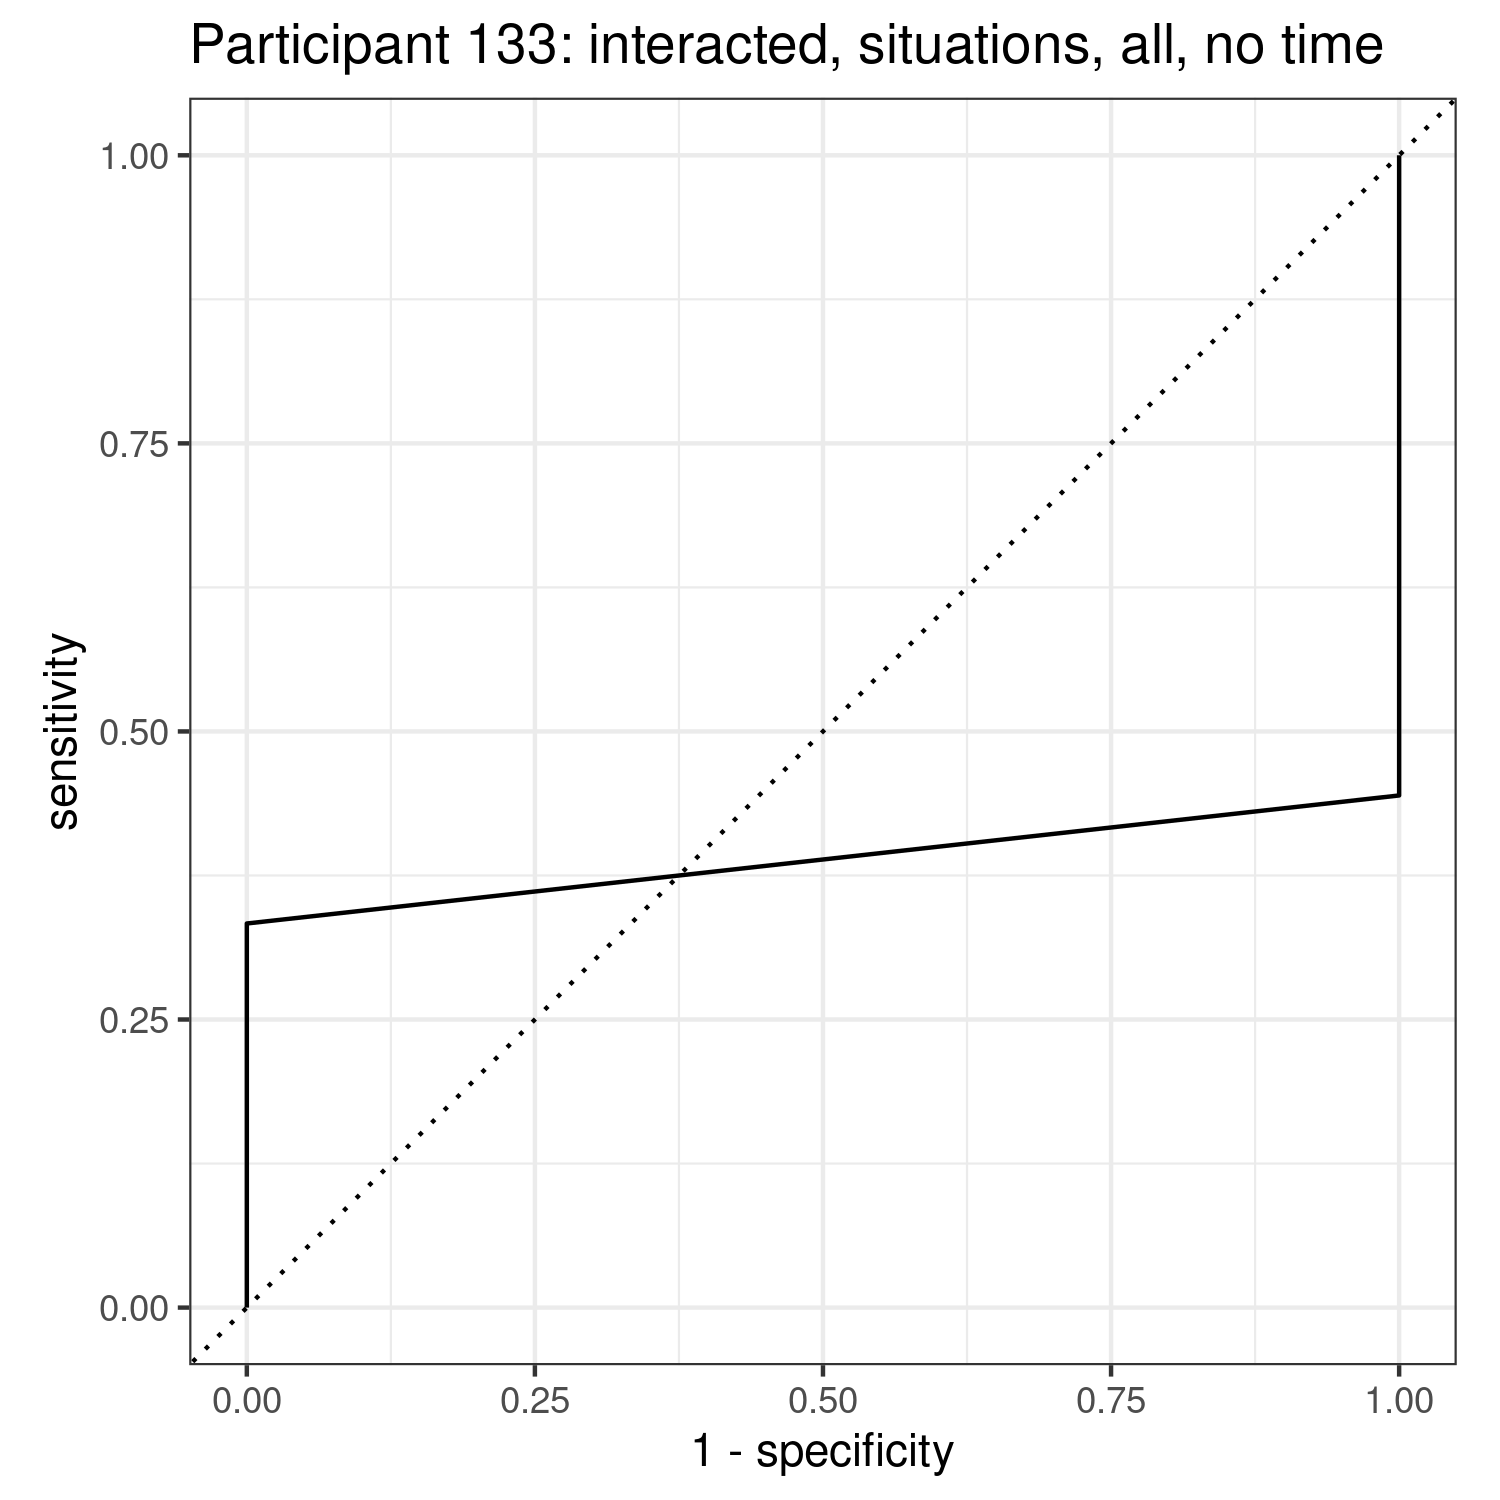 Participant 133: interacted, situations, all, no time
1.00
0.75
0.50
0.25
0.00
sensitivity
0.00 0.25 0.50 0.75 1.00
1 - specificity